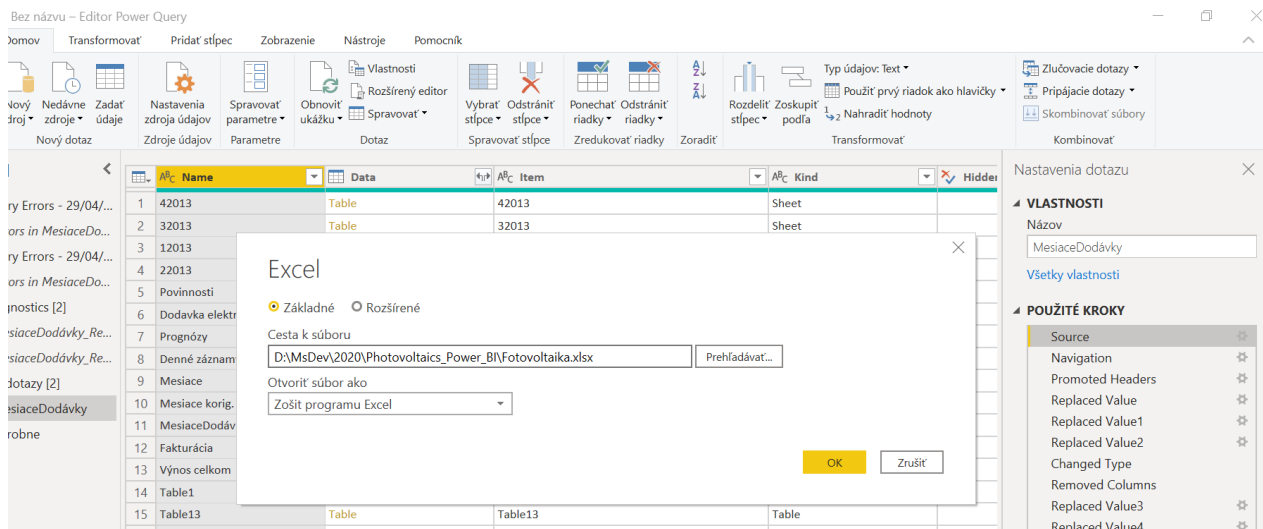 Bez názvu – Editor Power Query
Domov Transformovať Pridať stĺpec Zobrazenie Nástroje Pomocník
Nový Nedávne zdroje Zadať údaje
Nový dotaz
Nastavenia zdroja údajov
Zdroje údajov
Spravovať parametre
Parametre
Obnoviť ukážku
Vlastnosti
Rozšírený editor
Spravovať
Dotaz
Vybrať stĺpce Odstrániť stĺpce
Spravovať stĺpce
Ponechať riadky Odstrániť riadky
Zredukovať riadky
Zoradiť
Rozdeliť stĺpec Zoskupiť podľa
Typ údajov: Text
Použiť prvý riadok ako hlavičky
Nahradiť hodnoty
Transformovať
Zlučovacie dotazy
Pripájacie dotazy
Skombinovať súbory
Kombinovať
ry Errors - 29/04/...
ors in MesiaceDo...
ry Errors - 29/04/...
ors in MesiaceDo...
gnostics [2]
esiaceDodávky_Re...
esiaceDodávky_Re...
dotazy [2]
esiaceDodávky
robne
Name Data Item Kind Hidden
1 42013 Table 42013 Sheet
2 32013 Table 32013 Sheet
3 12013
4 22013
5 Povinnosti
6 Dodavka elektr
7 Prognózy
8 Denné záznam
9 Mesiace
10 Mesiace korig.
11 MesiaceDodáv
12 Fakturácia
13 Výnos celkom
14 Table1
15 Table13 Table Table13 Table
Excel
Základné Rozšírené
Cesta k súboru
D:\MsDev\2020\Photovoltaics_Power_BI\Fotovoltaika.xlsx Prehľadávať...
Otvoriť súbor ako
Zošit programu Excel
OK Zrušiť
Nastavenia dotazu
VLASTNOSTI
Názov
MesiaceDodávky
Všetky vlastnosti
POUŽITÉ KROKY
Source
Navigation
Promoted Headers
Replaced Value
Replaced Value1
Replaced Value2
Changed Type
Removed Columns
Replaced Value3
Replaced Value4